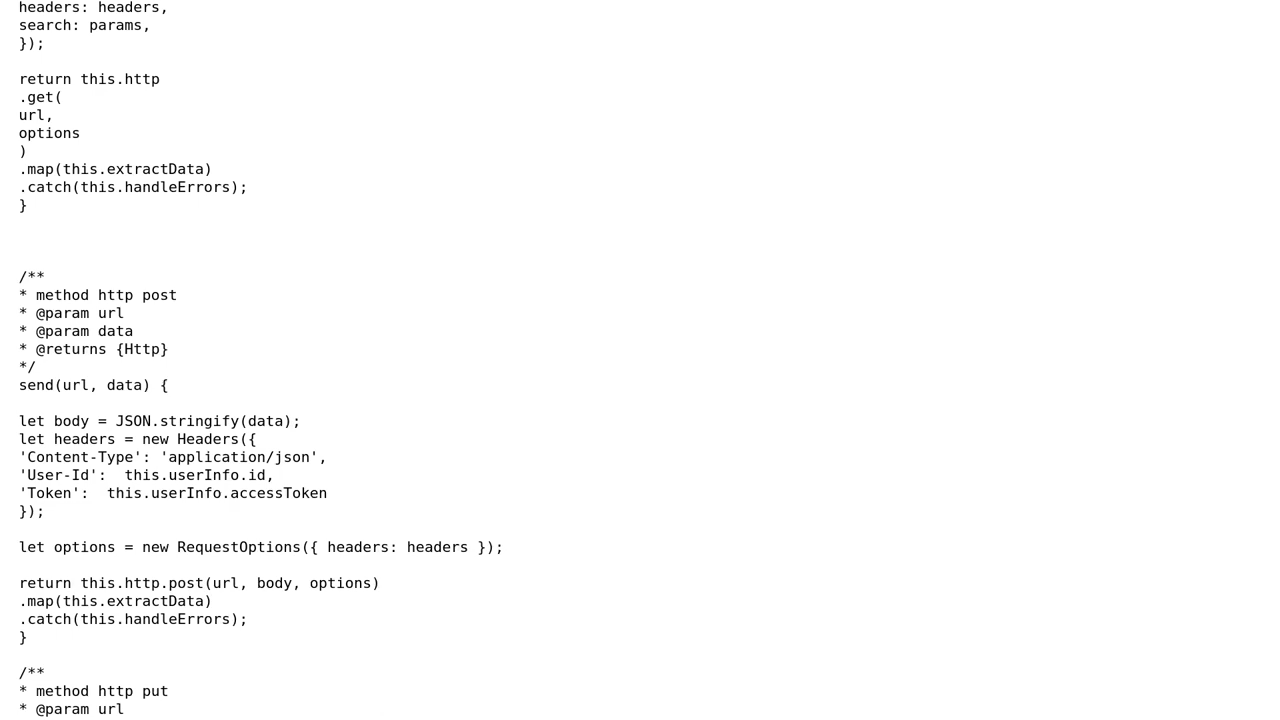 headers: headers,
search: params,
});

return this.http
.get(
url,
options
)
.map(this.extractData)
.catch(this.handleErrors);
}

/**
* method http post
* @param url
* @param data
* @returns {Http}
*/
send(url, data) {

let body = JSON.stringify(data);
let headers = new Headers({
'Content-Type': 'application/json',
'User-Id':  this.userInfo.id,
'Token':  this.userInfo.accessToken
});

let options = new RequestOptions({ headers: headers });

return this.http.post(url, body, options)
.map(this.extractData)
.catch(this.handleErrors);
}

/**
* method http put
* @param url